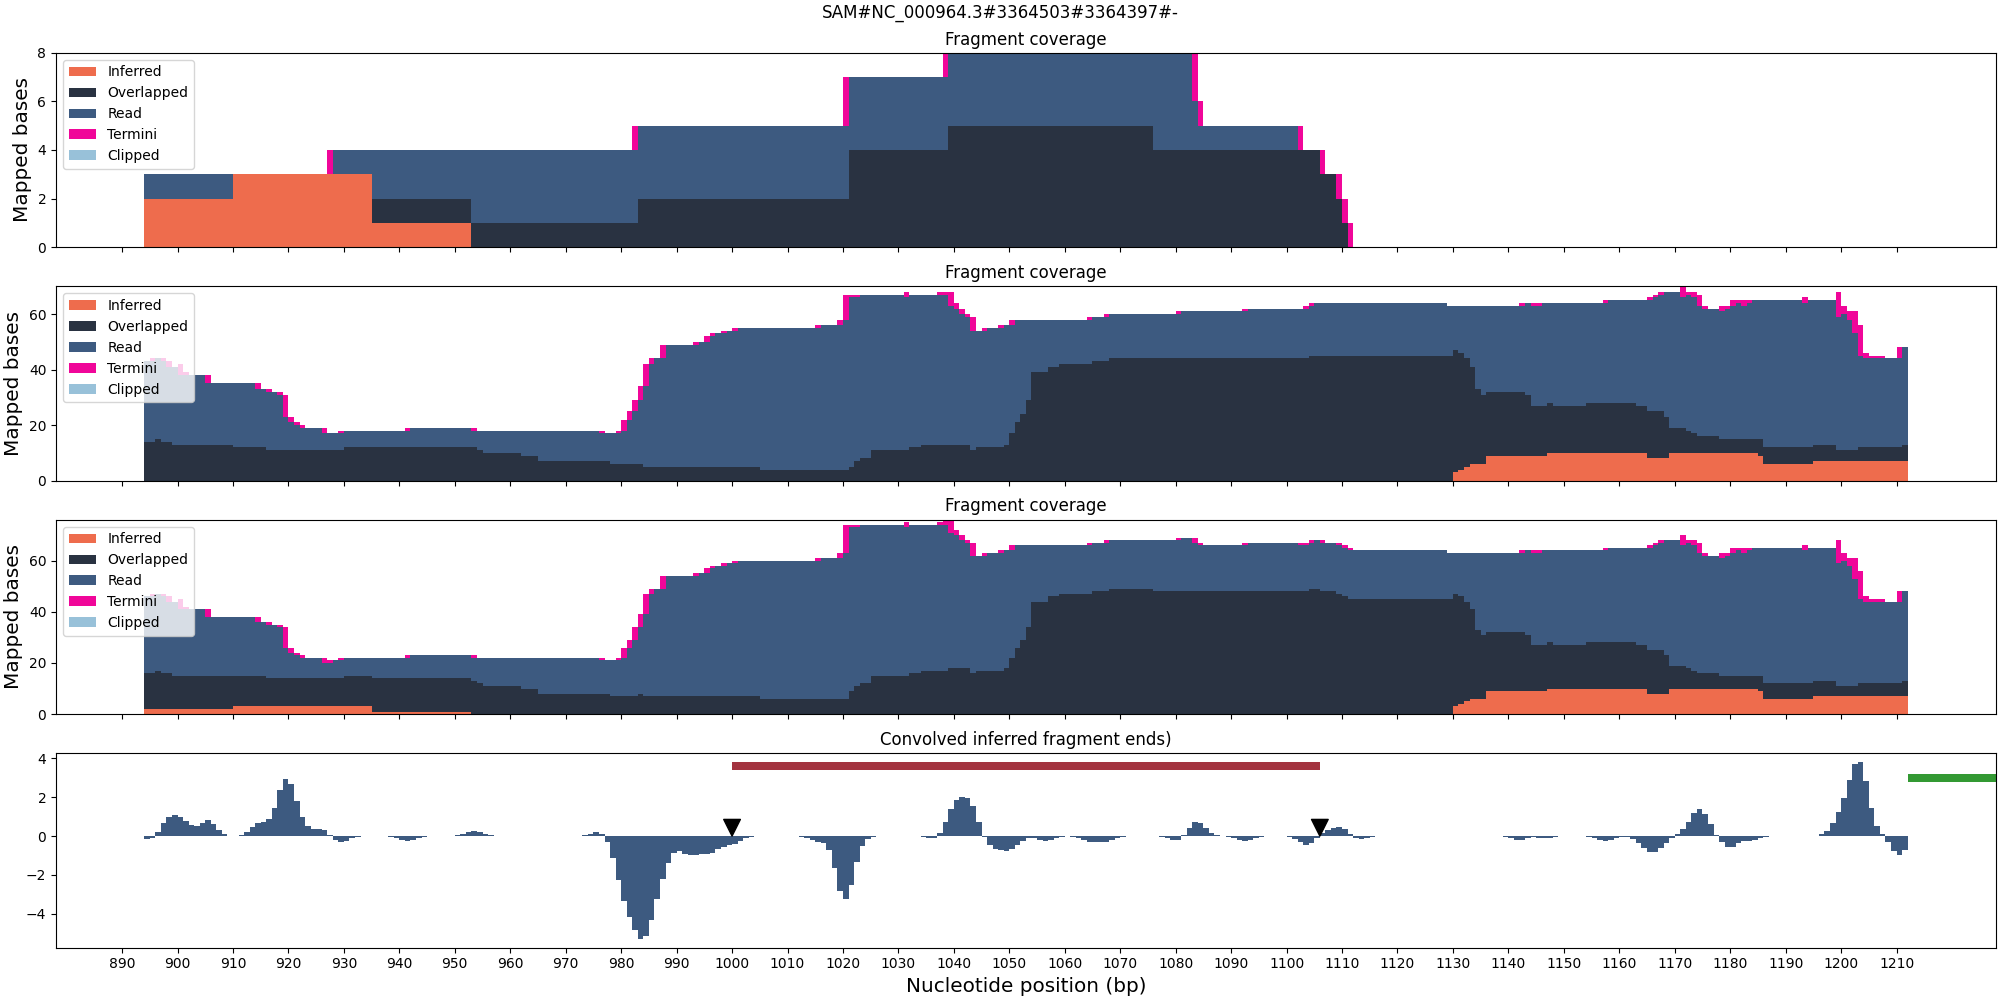 SAM#NC_000964.3#3364503#3364397#-
Fragment coverage
Mapped bases
8
6
4
2
0
Inferred
Overlapped
Read
Termini
Clipped
Fragment coverage
Mapped bases
60
40
20
0
Inferred
Overlapped
Read
Termini
Clipped
Fragment coverage
Mapped bases
60
40
20
0
Inferred
Overlapped
Read
Termini
Clipped
Convolved inferred fragment ends)
4
2
0
−2
−4
890 900 910 920 930 940 950 960 970 980 990 1000 1010 1020 1030 1040 1050 1060 1070 1080 1090 1100 1110 1120 1130 1140 1150 1160 1170 1180 1190 1200 1210
Nucleotide position (bp)